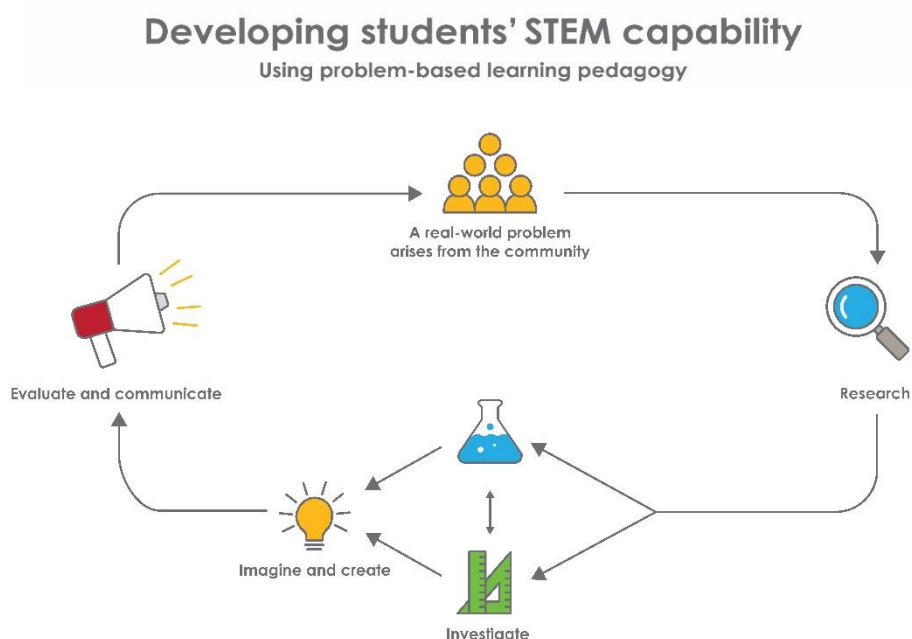 Developing students' STEM capability
Using problem-based learning pedagogy
A real-world problem
arises from the community
Research
Investigate
Imagine and create
Evaluate and communicate